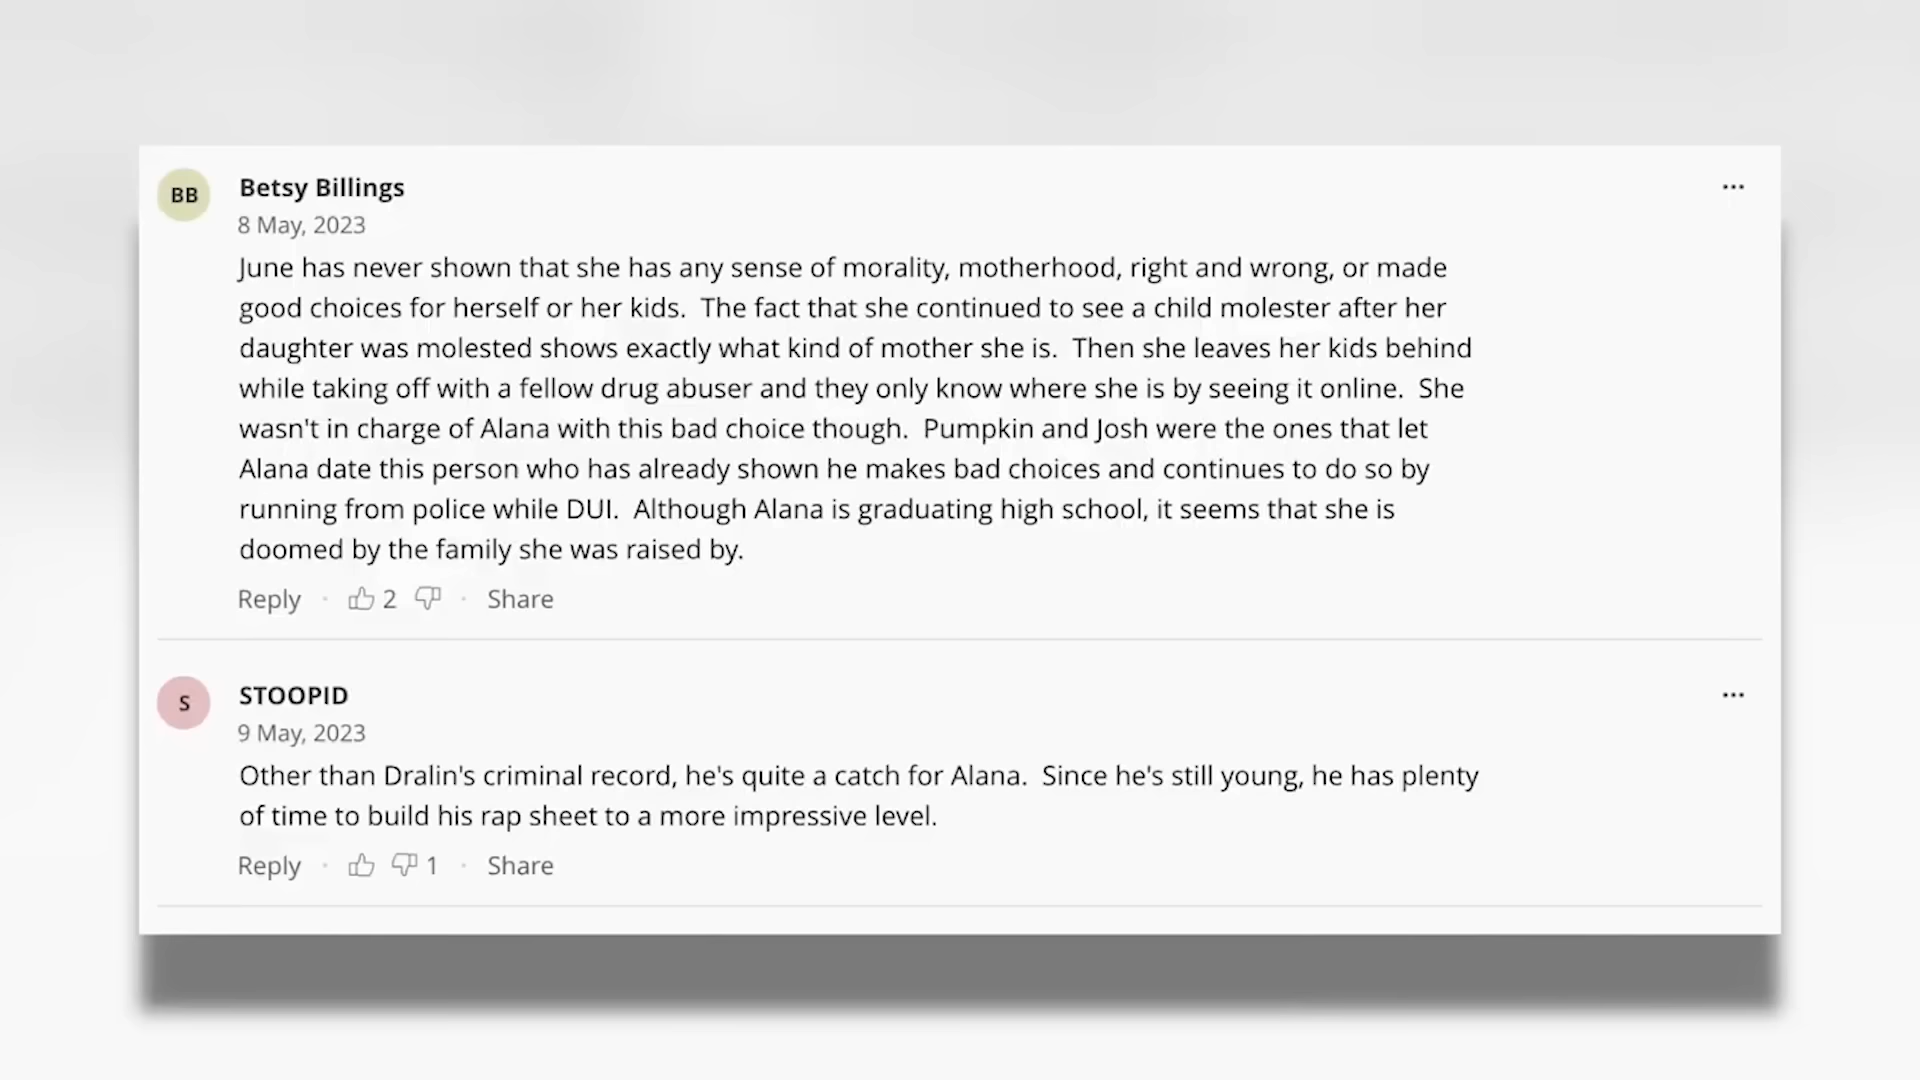 BB
Betsy Billings
...
8 May, 2023
June has never shown that she has any sense of morality, motherhood, right and wrong, or made
good choices for herself or her kids.  The fact that she continued to see a child molester after her
daughter was molested shows exactly what kind of mother she is.  Then she leaves her kids behind
while taking off with a fellow drug abuser and they only know where she is by seeing it online.  She
wasn't in charge of Alana with this bad choice though.  Pumpkin and Josh were the ones that let
Alana date this person who has already shown he makes bad choices and continues to do so by
running from police while DUI.  Although Alana is graduating high school, it seems that she is
doomed by the family she was raised by.
Reply · 2 · Share
S
STOOPID
...
9 May, 2023
Other than Dralin's criminal record, he's quite a catch for Alana.  Since he's still young, he has plenty
of time to build his rap sheet to a more impressive level.
Reply · 1 · Share